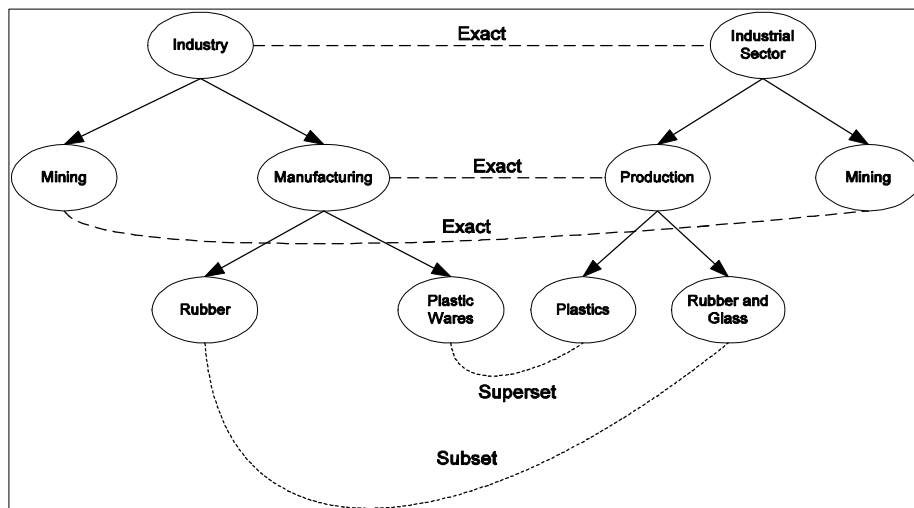 Exact
Industry
Industrial
Sector
Mining
Manufacturing
Exact
Production
Mining
Exact
Rubber
Plastic
Wares
Plastics
Rubber and
Glass
Superset
Subset